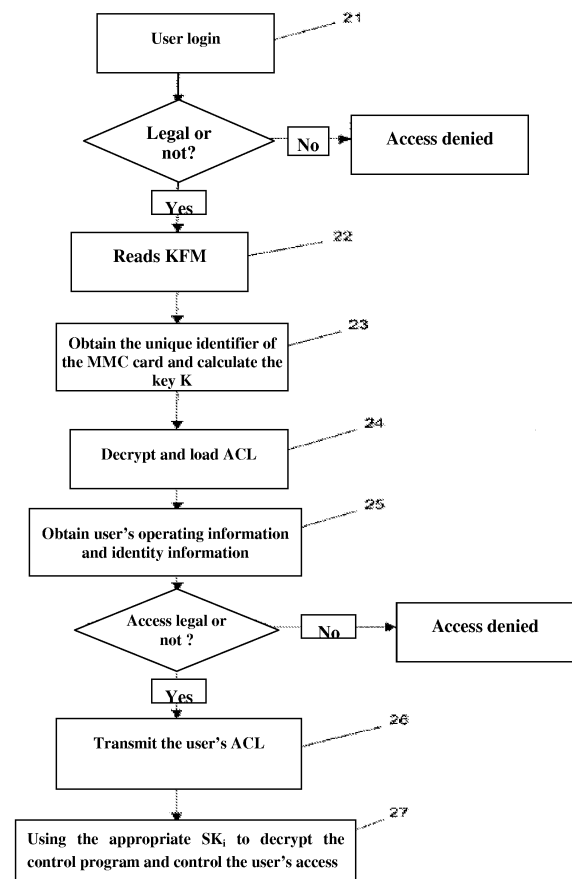 User login
21
Legal or
not?
No
Access denied
Yes
Reads KFM
22
Obtain the unique identifier of
the MMC card and calculate the
key K
23
Decrypt and load ACL
24
Obtain user's operating information
and identity information
25
Access legal or
not ?
No
Access denied
Yes
Transmit the user's ACL
26
Using the appropriate SKi to decrypt the
control program and control the user's access
27